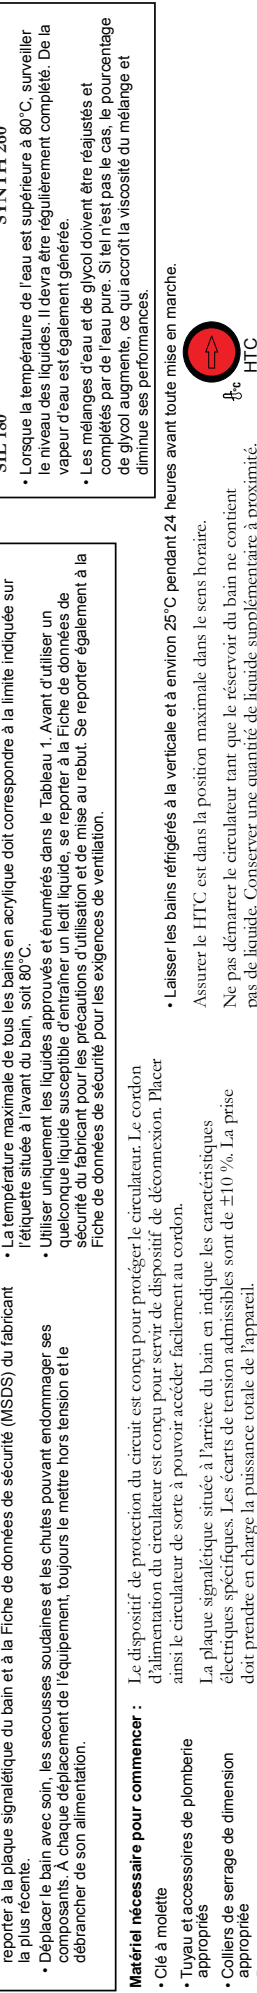 reporter à la plaque signalétique du bain et à la Fiche de données de sécurité (MSDS) du fabricant
la plus récente.
• Déplacer le bain avec soin, les secousses soudaines et les chutes pouvant endommager ses
composants. À chaque déplacement de l'équipement, toujours le mettre hors tension et le
débrancher de son alimentation.
• La température maximale de tous les bains en acrylique doit correspondre à la limite indiquée sur
l'étiquette située à l'avant du bain, soit 80°C.
• Utiliser uniquement les liquides approuvés et énumérés dans le Tableau 1. Avant d'utiliser un
quelconque liquide susceptible d'entraîner un ledit liquide, se reporter à la Fiche de données de
sécurité du fabricant pour les précautions d'utilisation et de mise au rebut. Se reporter également à la
Fiche de données de sécurité pour les exigences de ventilation.
SIL 180 SYNTH 260
• Lorsque la température de l'eau est supérieure à 80°C, surveiller
le niveau des liquides. Il devra être régulièrement complété. De la
vapeur d'eau est également générée.
• Les mélanges d'eau et de glycol doivent être réajustés et
complétés par de l'eau pure. Si tel n'est pas le cas, le pourcentage
de glycol augmente, ce qui accroît la viscosité du mélange et
diminue ses performances.
Matériel nécessaire pour commencer :
• Clé à molette
• Tuyau et accessoires de plomberie
appropriés
• Colliers de serrage de dimension
appropriée
Le dispositif de protection du circuit est conçu pour protéger le circulateur. Le cordon
d'alimentation du circulateur est conçu pour servir de dispositif de déconnexion. Placer
ainsi le circulateur de sorte à pouvoir accéder facilement au cordon.
La plaque signalétique située à l'arrière du bain en indique les caractéristiques
électriques spécifiques. Les écarts de tension admissibles sont de ±10 %. La prise
doit prendre en charge la puissance totale de l'appareil.
• Laisser les bains réfrigérés à la verticale et à environ 25°C pendant 24 heures avant toute mise en marche.
Assurer le HTC est dans la position maximale dans le sens horaire.
Ne pas démarrer le circulateur tant que le réservoir du bain ne contient
pas de liquide. Conserver une quantité de liquide supplémentaire à proximité.
°C
HTC